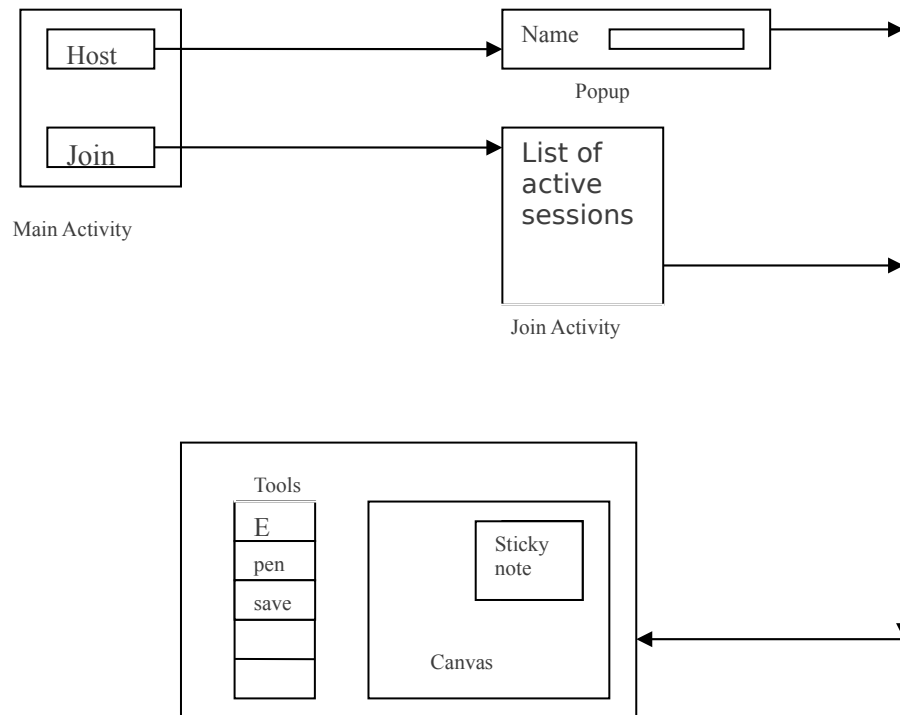 Host
Name
Popup
Join
List of
active
sessions
Main Activity
Join Activity
Tools
E
pen
save
Sticky
note
Canvas